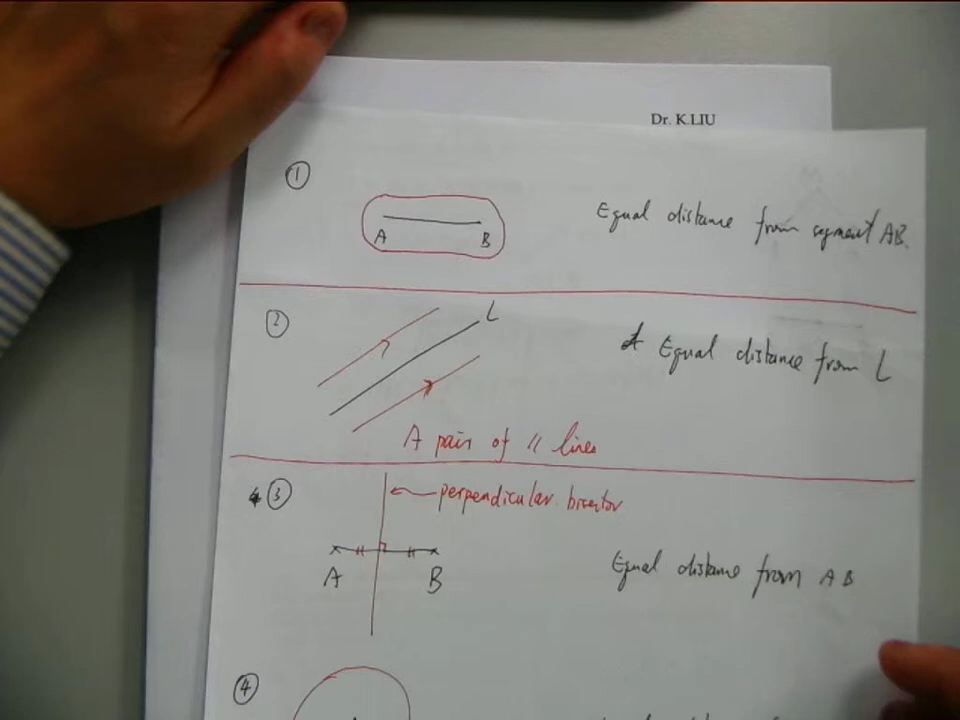 Dr. K.LIU
① Equal distance from segment AB.
A B
② L
Equal distance from L
A pair of // lines
③ perpendicular bisector
A B
Equal distance from A B
④